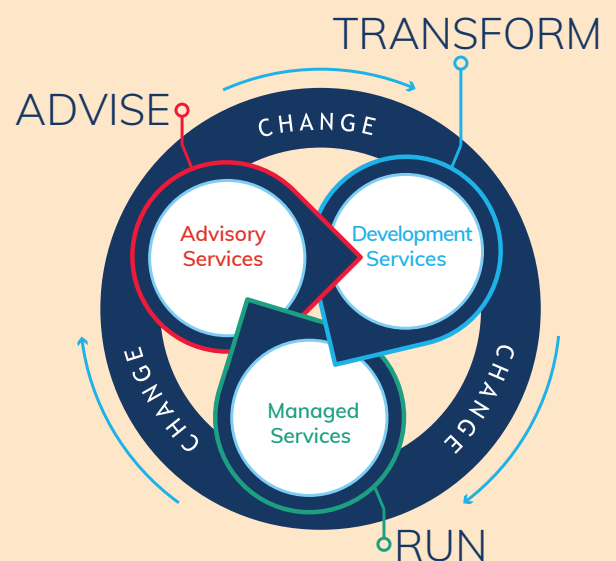 TRANSFORM
ADVISE
CHANGE
Advisory
Services
Development
Services
CHANGE
CHANGE
Managed
Services
RUN